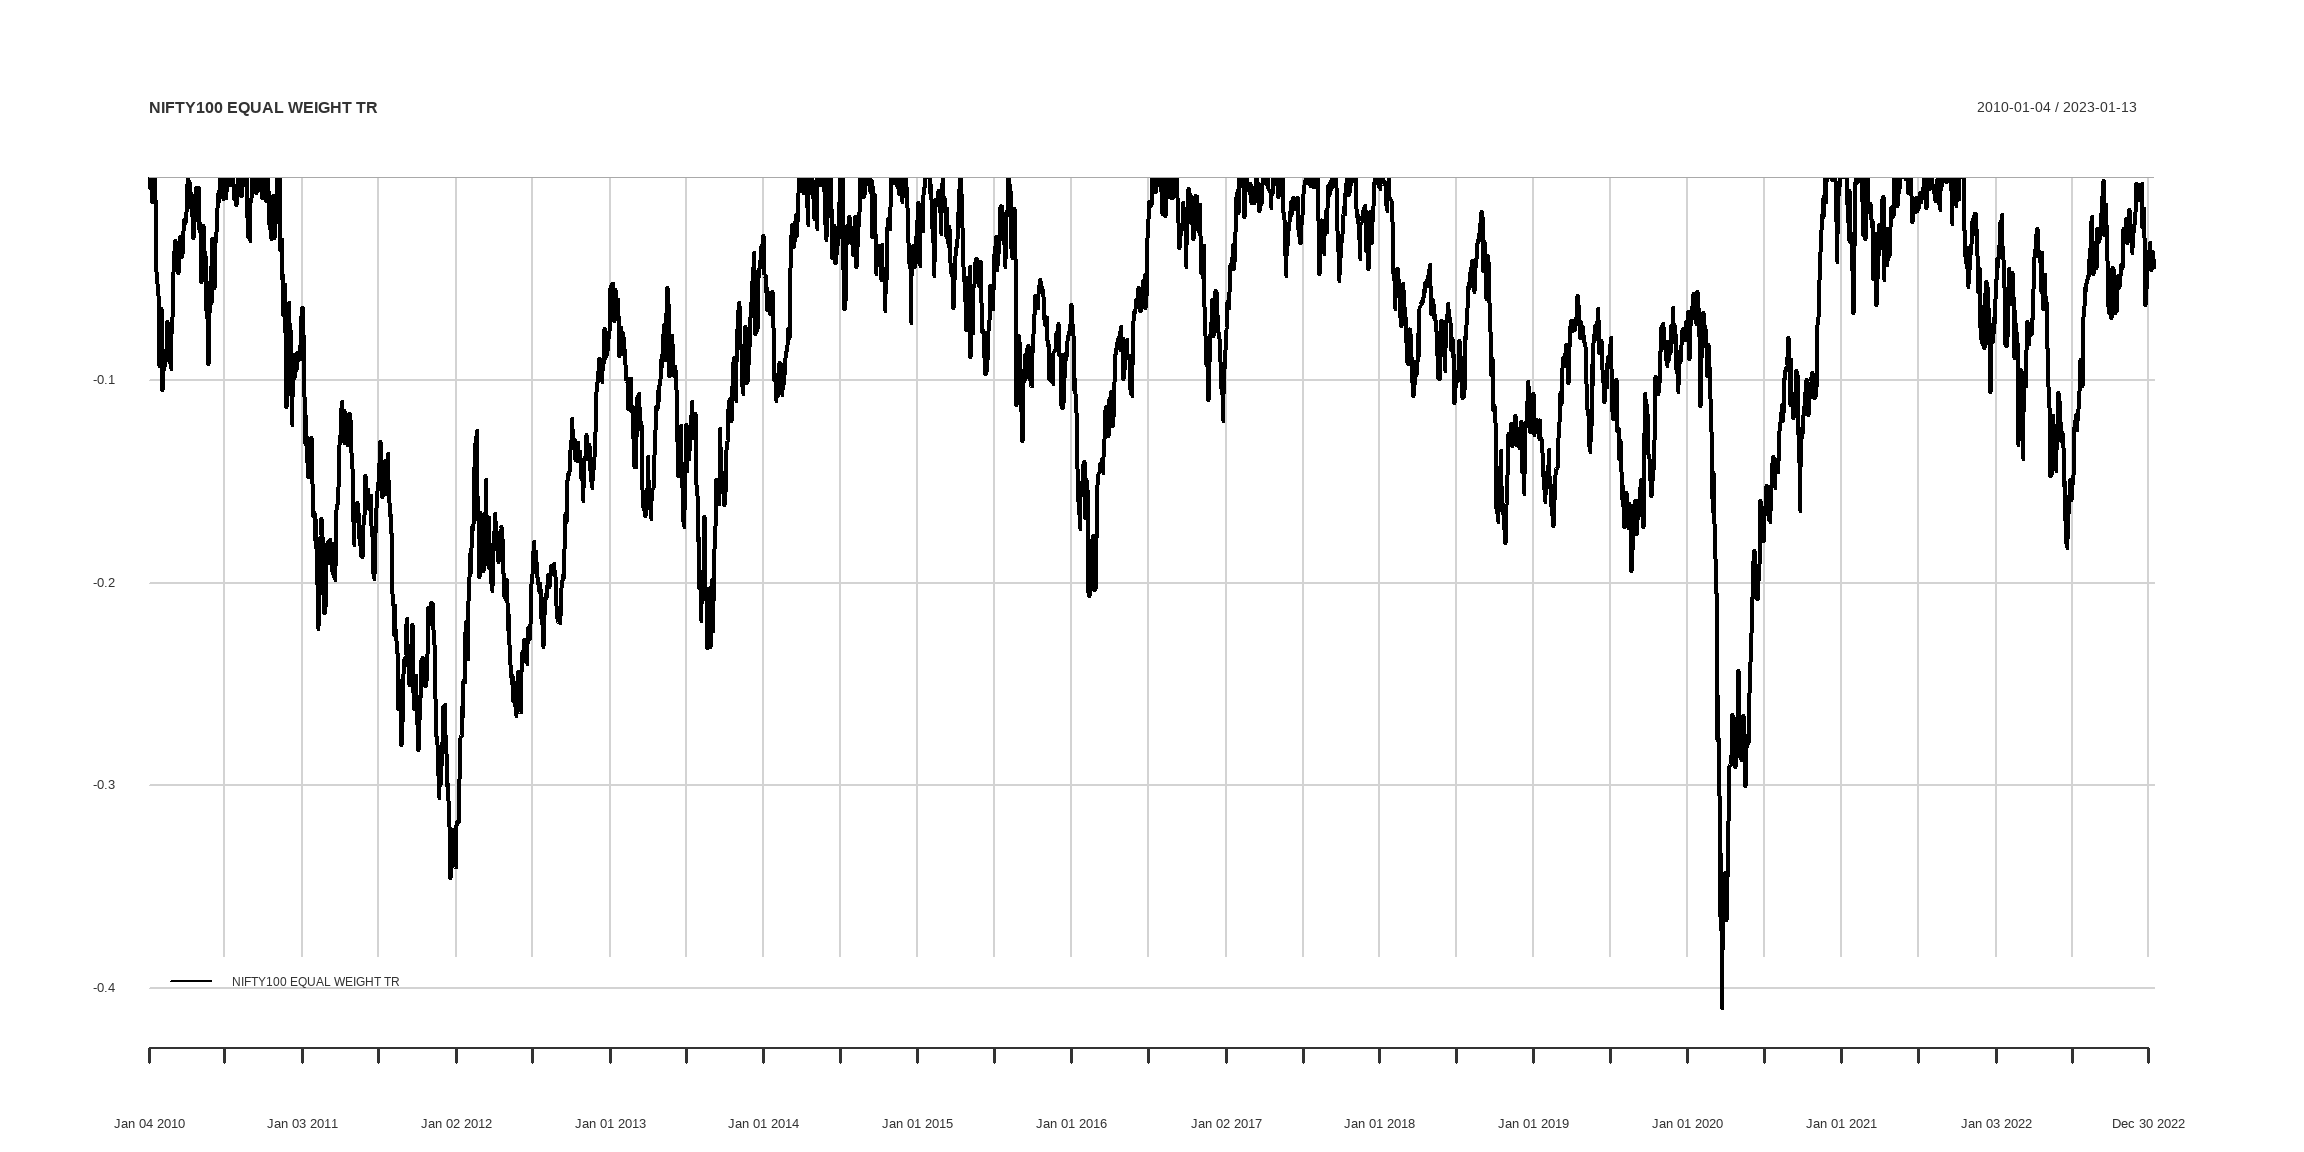 NIFTY100 EQUAL WEIGHT TR
2010-01-04 / 2023-01-13
-0.1
-0.2
-0.3
-0.4
NIFTY100 EQUAL WEIGHT TR
Jan 04 2010 Jan 03 2011 Jan 02 2012 Jan 01 2013 Jan 01 2014 Jan 01 2015 Jan 01 2016 Jan 02 2017 Jan 01 2018 Jan 01 2019 Jan 01 2020 Jan 01 2021 Jan 03 2022 Dec 30 2022